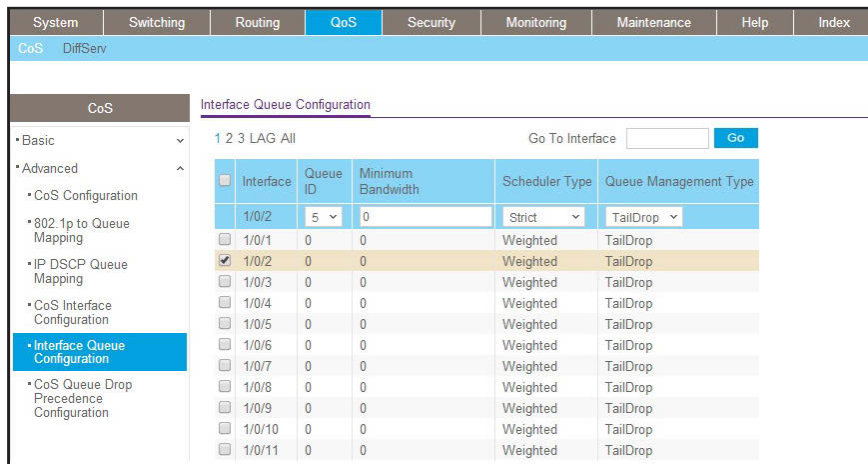 System Switching Routing QoS Security Monitoring Maintenance Help Index
CoS DiffServ
CoS
Basic
Advanced
CoS Configuration
802.1p to Queue
Mapping
IP DSCP Queue
Mapping
CoS Interface
Configuration
Interface Queue
Configuration
CoS Queue Drop
Precedence
Configuration
Interface Queue Configuration
1 2 3 LAG All Go To Interface Go
Interface Queue ID Minimum Bandwidth Scheduler Type Queue Management Type
1/0/2 5 0 Strict TailDrop
1/0/1 0 0 Weighted TailDrop
1/0/2 0 0 Weighted TailDrop
1/0/3 0 0 Weighted TailDrop
1/0/4 0 0 Weighted TailDrop
1/0/5 0 0 Weighted TailDrop
1/0/6 0 0 Weighted TailDrop
1/0/7 0 0 Weighted TailDrop
1/0/8 0 0 Weighted TailDrop
1/0/9 0 0 Weighted TailDrop
1/0/10 0 0 Weighted TailDrop
1/0/11 0 0 Weighted TailDrop